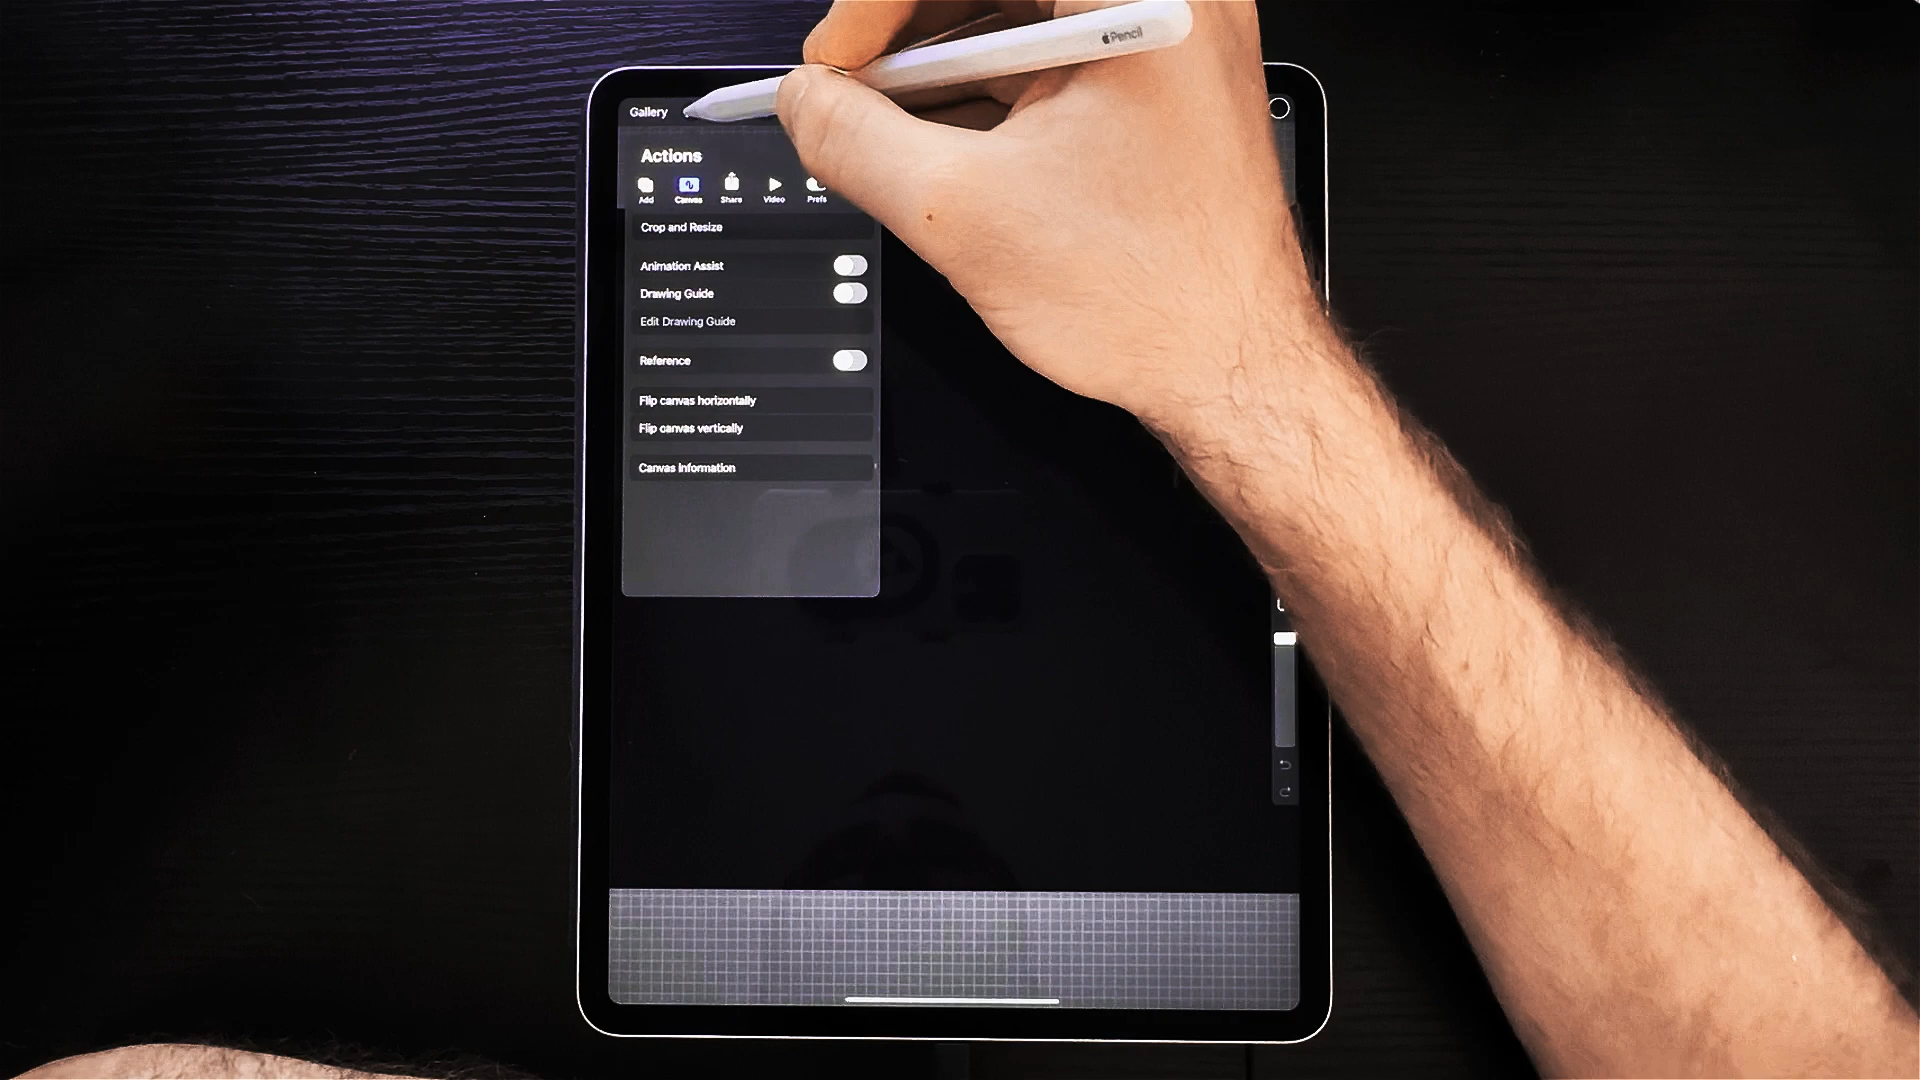 Pencil
Gallery
Actions
Add Canvas Share Video Prefs
Crop and Resize
Animation Assist
Drawing Guide
Edit Drawing Guide
Reference
Flip canvas horizontally
Flip canvas vertically
Canvas Information